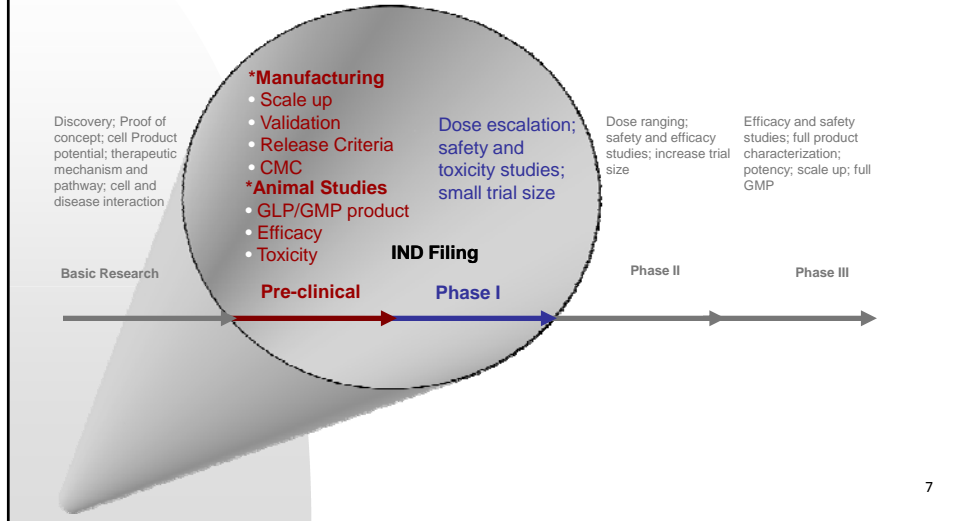 Discovery; Proof of
concept; cell Product
potential; therapeutic
mechanism and
pathway; cell and
disease interaction
Basic Research
*Manufacturing
• Scale up
• Validation
• Release Criteria
• CMC
*Animal Studies
• GLP/GMP product
• Efficacy
• Toxicity
Pre-clinical
Dose escalation;
safety and
toxicity studies;
small trial size
IND Filing
Phase I
Dose ranging;
safety and efficacy
studies; increase trial
size
Phase II
Efficacy and safety
studies; full product
characterization;
potency; scale up; full
GMP
Phase III
7